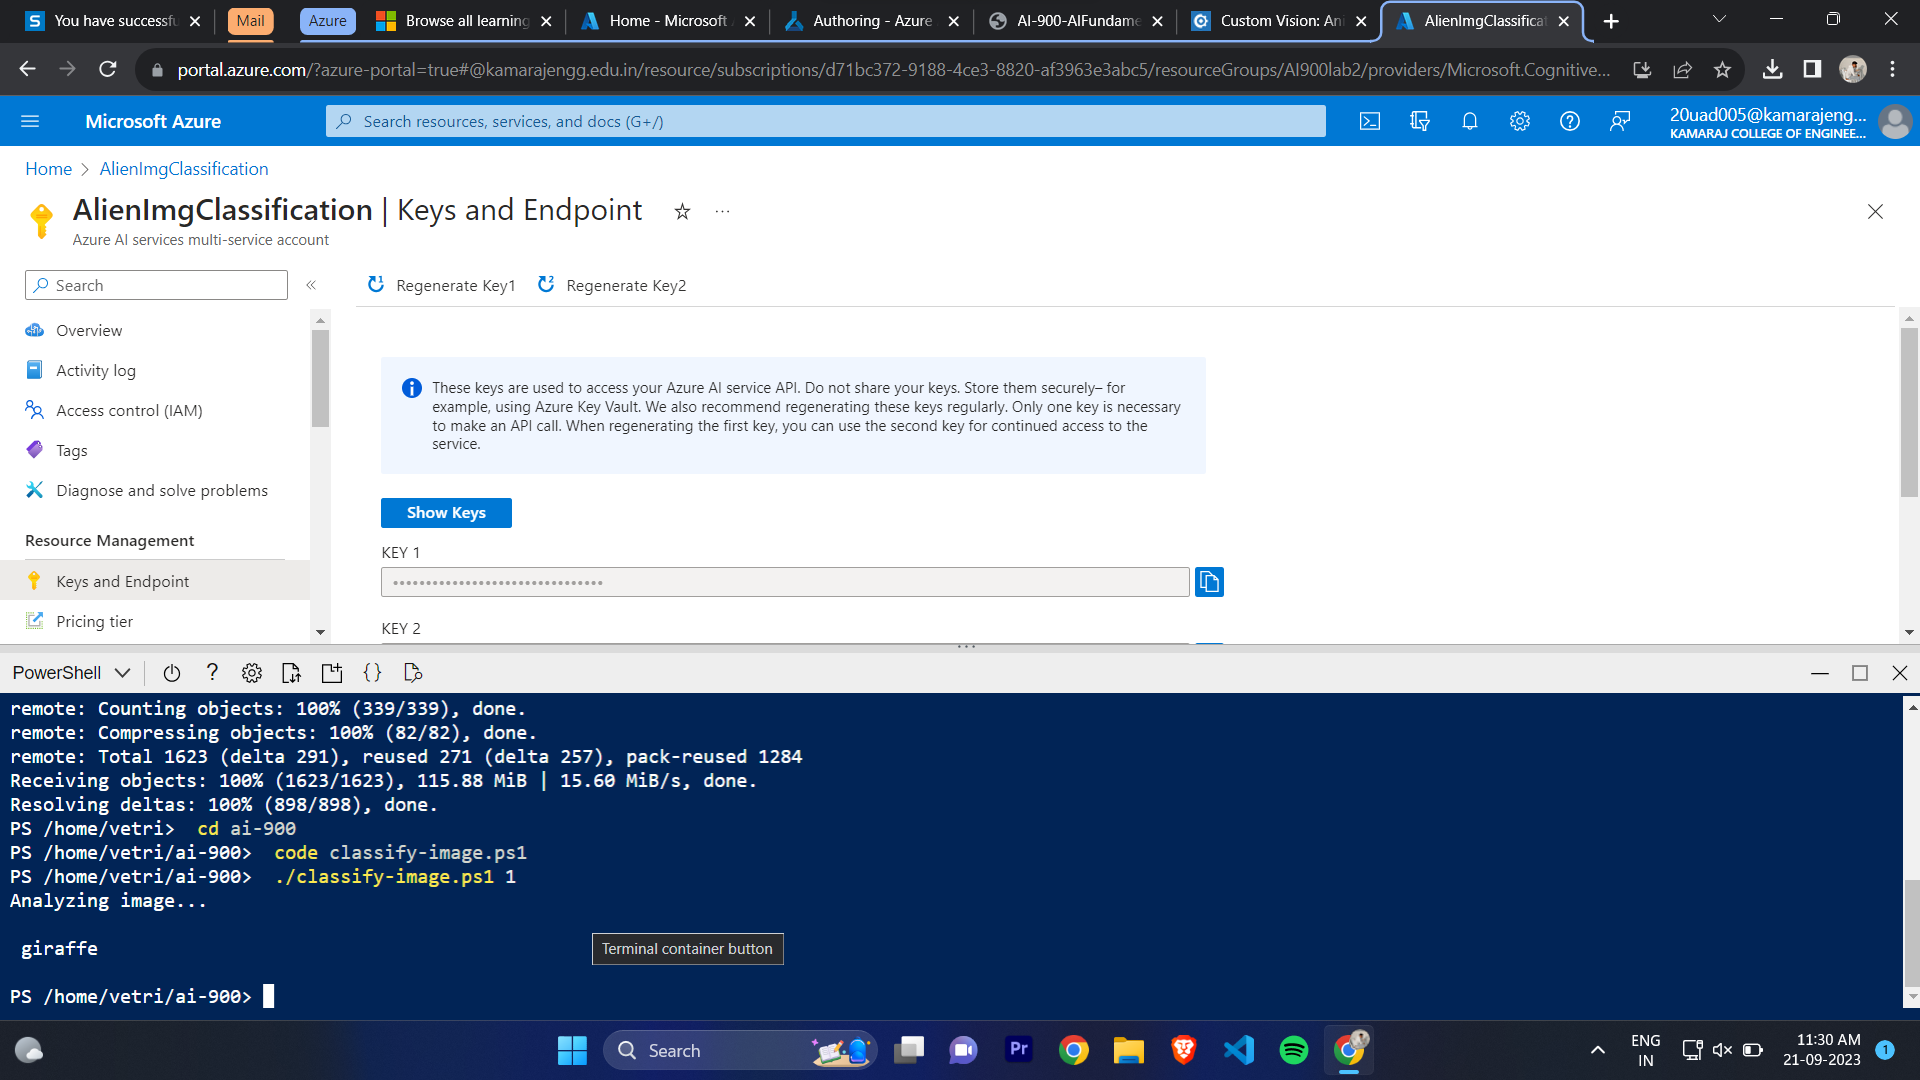 You have successfu
Mail
Azure
Browse all learning
Home - Microsoft
Authoring - Azure
AI-900-AIFundame
Custom Vision: Ani
AlienImgClassificat
portal.azure.com/?azure-portal=true#@kamarajengg.edu.in/resource/subscriptions/d71bc372-9188-4ce3-8820-af3963e3abc5/resourceGroups/AI900lab2/providers/Microsoft.Cognitive...
Microsoft Azure
Search resources, services, and docs (G+/)
20uad005@kamarajeng...
KAMARAJ COLLEGE OF ENGINEE...
Home > AlienImgClassification
AlienImgClassification | Keys and Endpoint
Azure AI services multi-service account
Search
Regenerate Key1
Regenerate Key2
Overview
Activity log
Access control (IAM)
Tags
Diagnose and solve problems
Resource Management
Keys and Endpoint
Pricing tier
These keys are used to access your Azure AI service API. Do not share your keys. Store them securely– for
example, using Azure Key Vault. We also recommend regenerating these keys regularly. Only one key is necessary
to make an API call. When regenerating the first key, you can use the second key for continued access to the
service.
Show Keys
KEY 1
••••••••••••••••••••••••••••••••
KEY 2
PowerShell
remote: Counting objects: 100% (339/339), done.
remote: Compressing objects: 100% (82/82), done.
remote: Total 1623 (delta 291), reused 271 (delta 257), pack-reused 1284
Receiving objects: 100% (1623/1623), 115.88 MiB | 15.60 MiB/s, done.
Resolving deltas: 100% (898/898), done.
PS /home/vetri>  cd ai-900
PS /home/vetri/ai-900>  code classify-image.ps1
PS /home/vetri/ai-900>  ./classify-image.ps1 1
Analyzing image...
giraffe
Terminal container button
PS /home/vetri/ai-900>
Search
Pr
ENG
IN
11:30 AM
21-09-2023
1